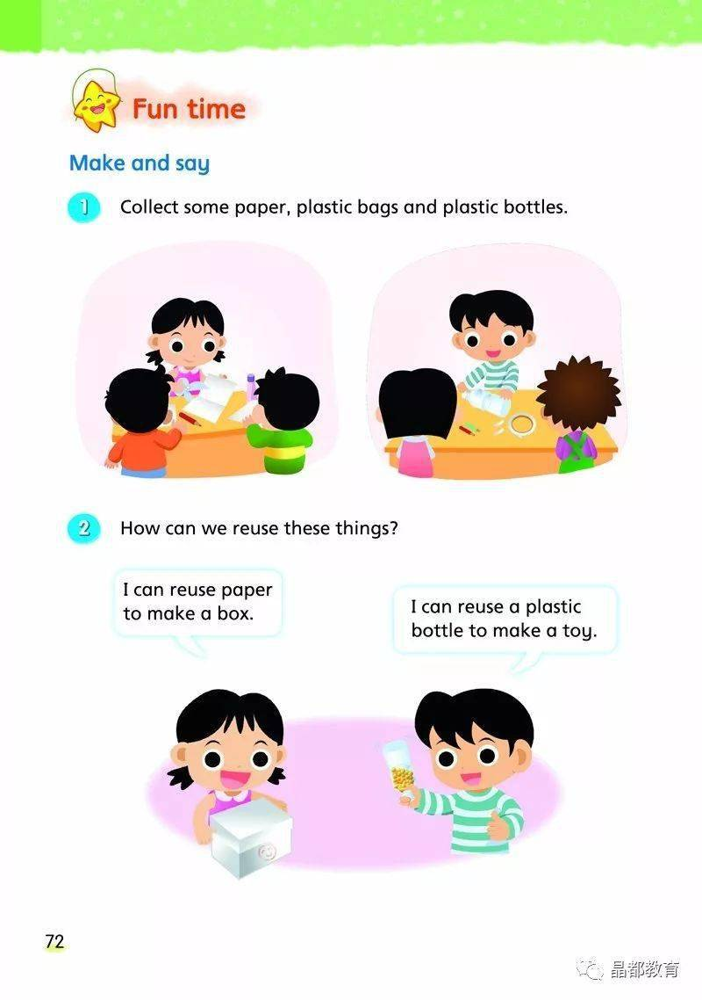 Fun time
Make and say
1 Collect some paper, plastic bags and plastic bottles.
2 How can we reuse these things?
I can reuse paper
to make a box.
I can reuse a plastic
bottle to make a toy.
72
晶都教育